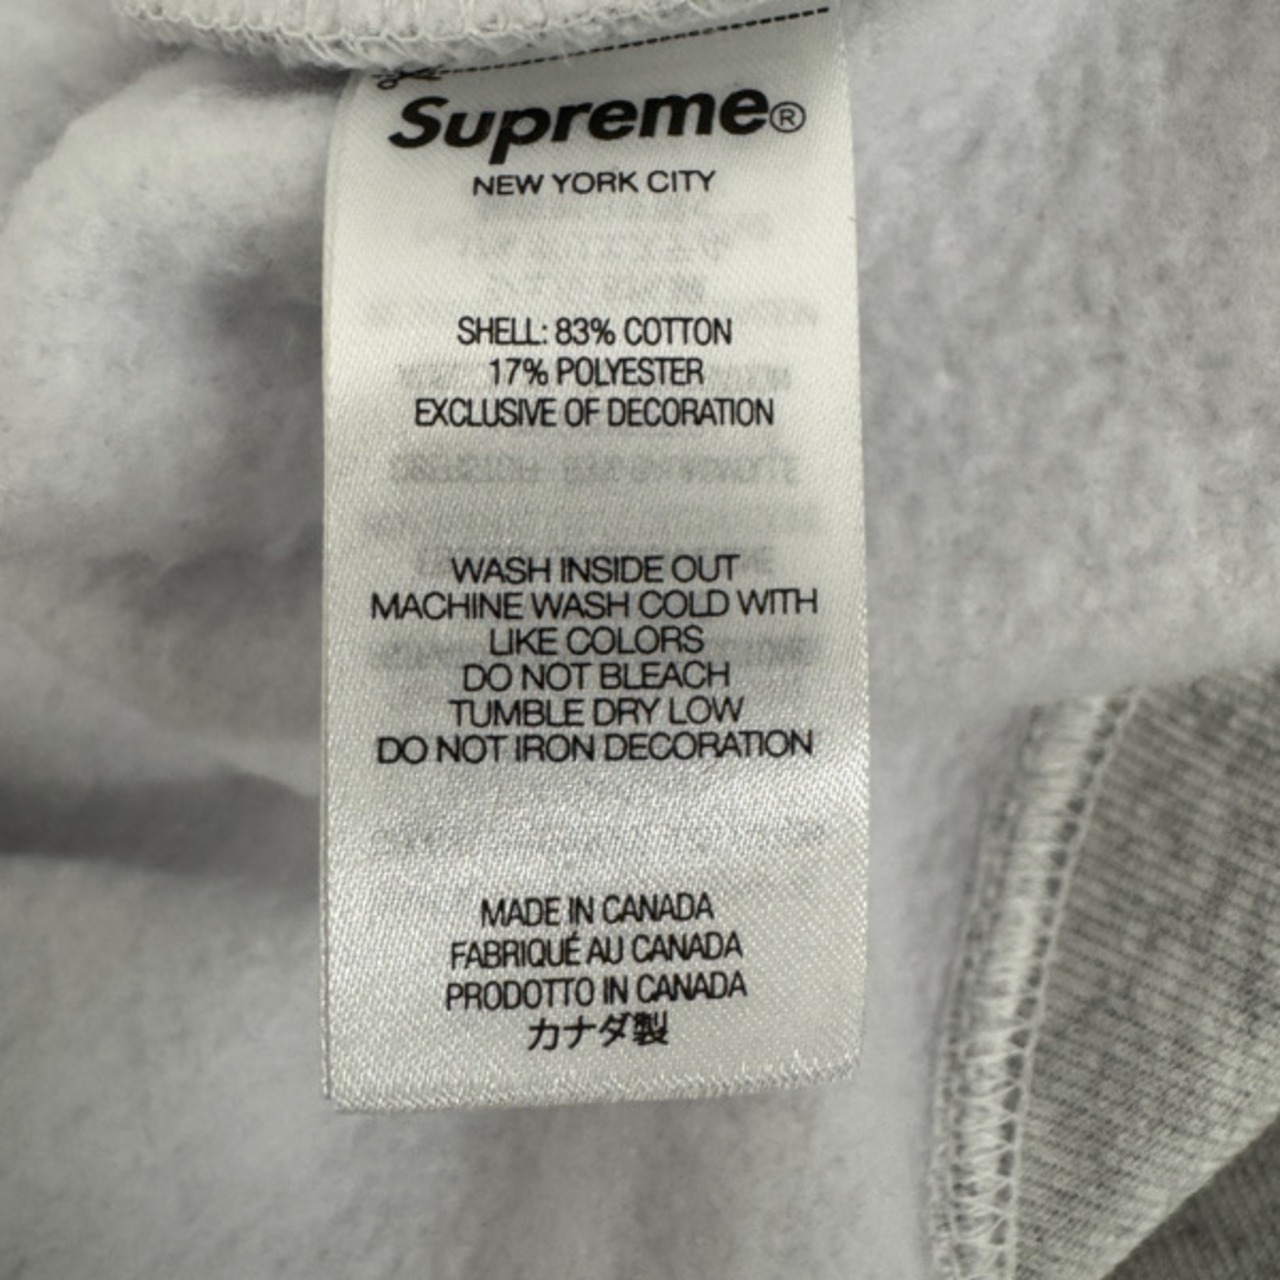 Supreme®
NEW YORK CITY
SHELL: 83% COTTON
17% POLYESTER
EXCLUSIVE OF DECORATION
WASH INSIDE OUT
MACHINE WASH COLD WITH
LIKE COLORS
DO NOT BLEACH
TUMBLE DRY LOW
DO NOT IRON DECORATION
MADE IN CANADA
FABRIQUÉ AU CANADA
PRODOTTO IN CANADA
カナダ製